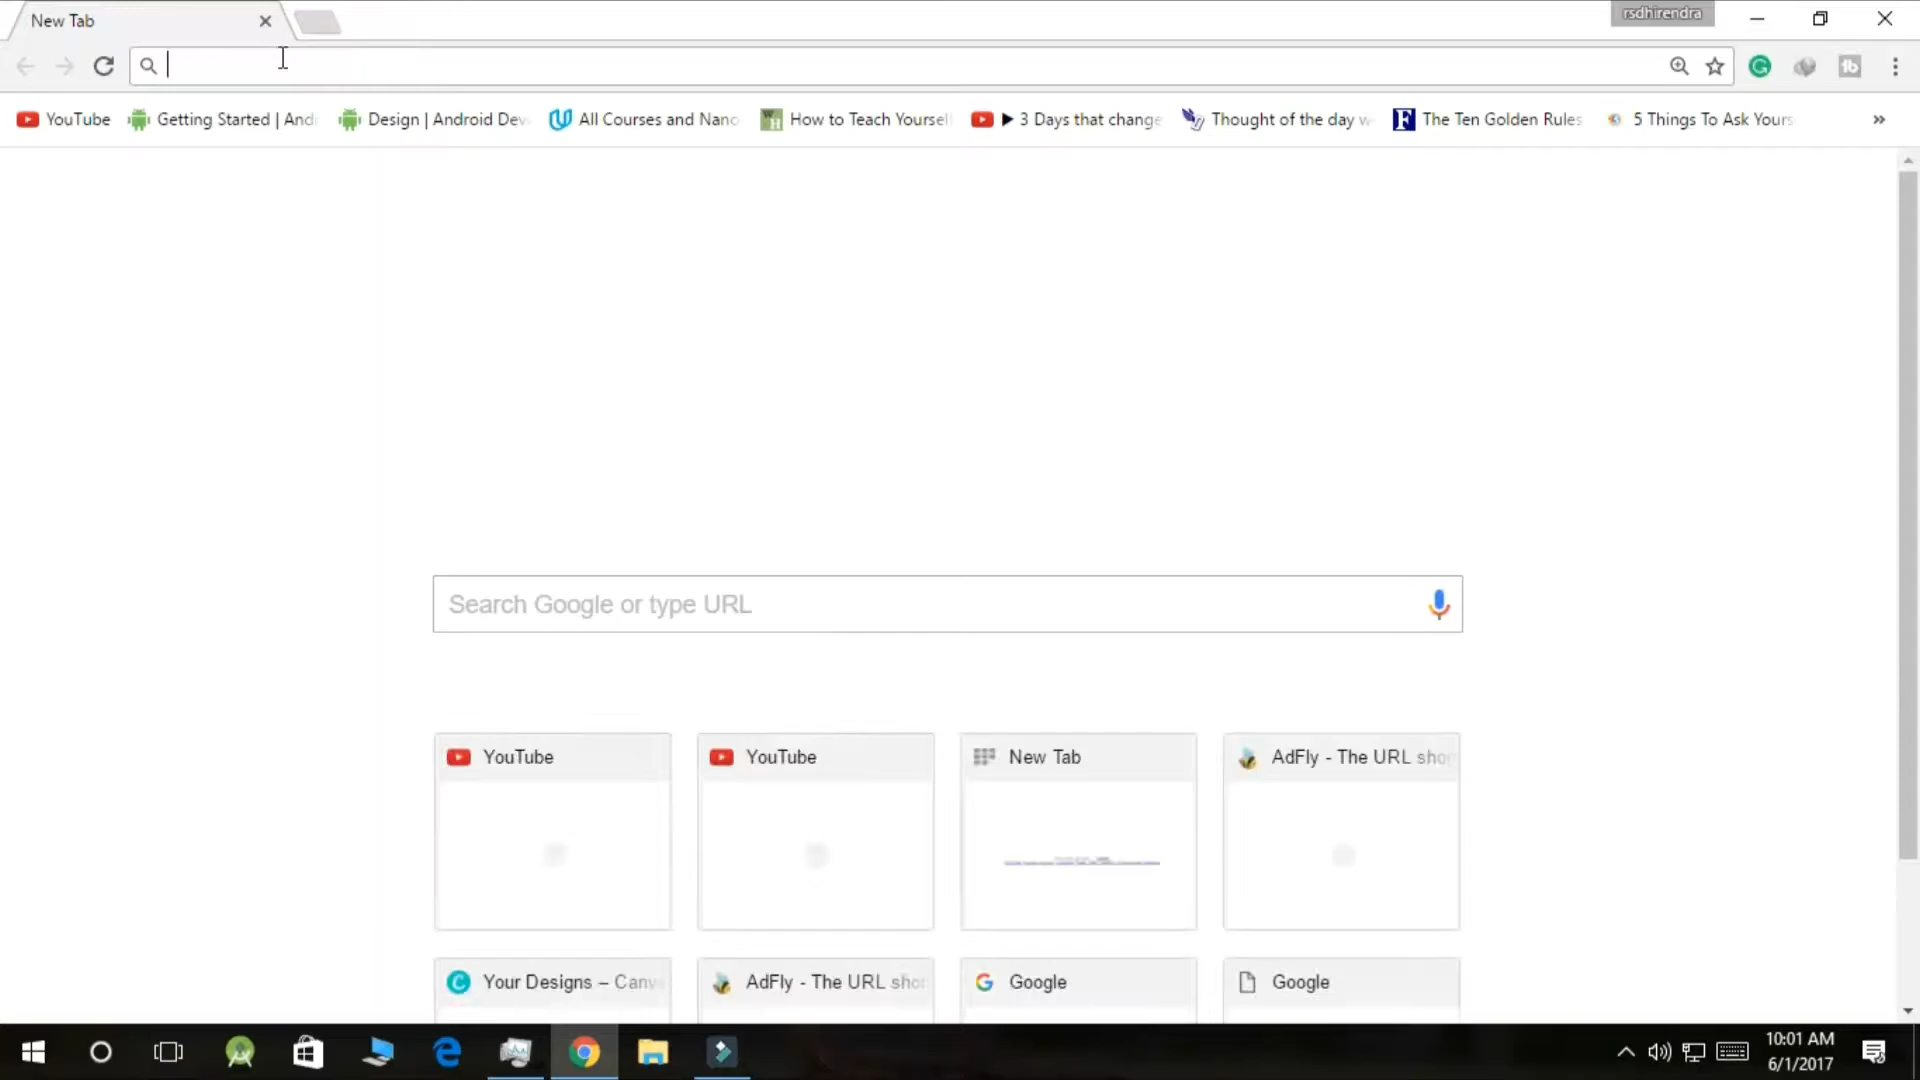 New Tab
rsdhirendra
YouTube
Getting Started | And
Design | Android Dev
All Courses and Nano
How to Teach Yoursel
▶ 3 Days that change
Thought of the day w
The Ten Golden Rules
5 Things To Ask Yours
»
Search Google or type URL
YouTube
YouTube
New Tab
AdFly - The URL shor
Your Designs – Canv
AdFly - The URL shor
Google
Google
10:01 AM
6/1/2017